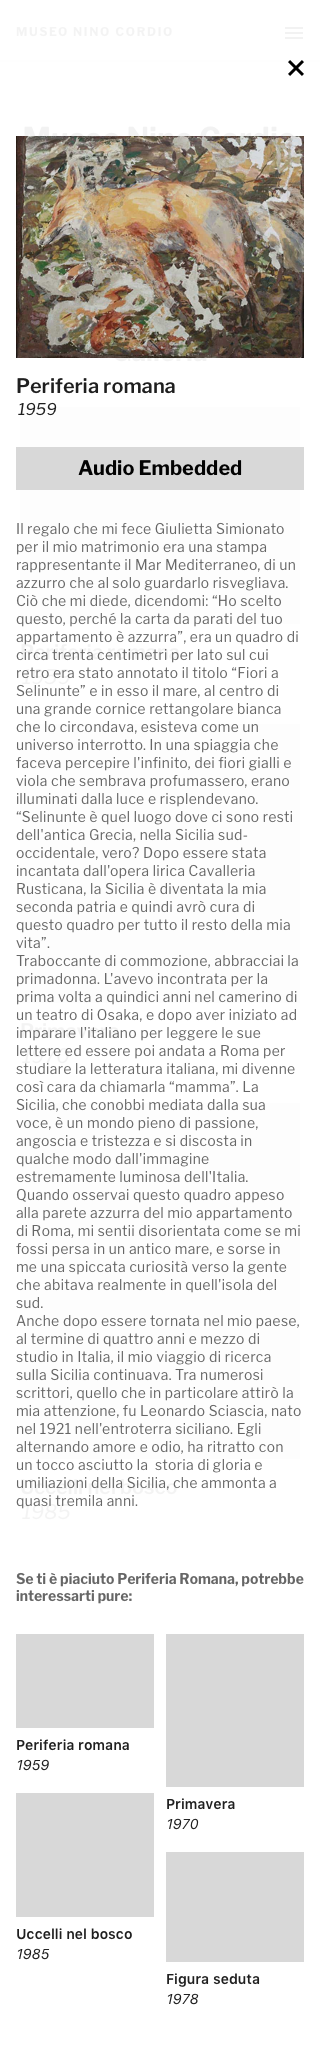 MUSEO NINO CORDIO
Museo Nino Cordio
Periferia romana
1959
Audio Embedded
Il regalo che mi fece Giulietta Simionato
per il mio matrimonio era una stampa
rappresentante il Mar Mediterraneo, di un
azzurro che al solo guardarlo risvegliava.
Ciò che mi diede, dicendomi: “Ho scelto
questo, perché la carta da parati del tuo
appartamento è azzurra”, era un quadro di
circa trenta centimetri per lato sul cui
retro era stato annotato il titolo “Fiori a
Selinunte” e in esso il mare, al centro di
una grande cornice rettangolare bianca
che lo circondava, esisteva come un
universo interrotto. In una spiaggia che
faceva percepire l'infinito, dei fiori gialli e
viola che sembrava profumassero, erano
illuminati dalla luce e risplendevano.
“Selinunte è quel luogo dove ci sono resti
dell'antica Grecia, nella Sicilia sud-
occidentale, vero? Dopo essere stata
incantata dall'opera lirica Cavalleria
Rusticana, la Sicilia è diventata la mia
seconda patria e quindi avrò cura di
questo quadro per tutto il resto della mia
vita”.
Traboccante di commozione, abbracciai la
primadonna. L'avevo incontrata per la
prima volta a quindici anni nel camerino di
un teatro di Osaka, e dopo aver iniziato ad
imparare l'italiano per leggere le sue
lettere ed essere poi andata a Roma per
studiare la letteratura italiana, mi divenne
così cara da chiamarla “mamma”. La
Sicilia, che conobbi mediata dalla sua
voce, è un mondo pieno di passione,
angoscia e tristezza e si discosta in
qualche modo dall'immagine
estremamente luminosa dell'Italia.
Quando osservai questo quadro appeso
alla parete azzurra del mio appartamento
di Roma, mi sentii disorientata come se mi
fossi persa in un antico mare, e sorse in
me una spiccata curiosità verso la gente
che abitava realmente in quell'isola del
sud.
Anche dopo essere tornata nel mio paese,
al termine di quattro anni e mezzo di
studio in Italia, il mio viaggio di ricerca
sulla Sicilia continuava. Tra numerosi
scrittori, quello che in particolare attirò la
mia attenzione, fu Leonardo Sciascia, nato
nel 1921 nell'entroterra siciliano. Egli
alternando amore e odio, ha ritratto con
un tocco asciutto la  storia di gloria e
umiliazioni della Sicilia, che ammonta a
quasi tremila anni.
1985
Se ti è piaciuto Periferia Romana, potrebbe
interessarti pure:
Periferia romana
1959
Primavera
1970
Uccelli nel bosco
1985
Figura seduta
1978